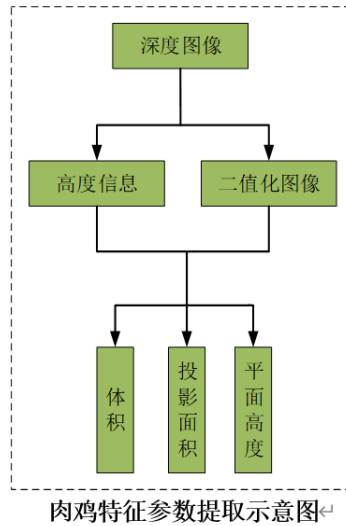 深度图像
高度信息
二值化图像
体积
投影面积
平面高度
肉鸡特征参数提取示意图